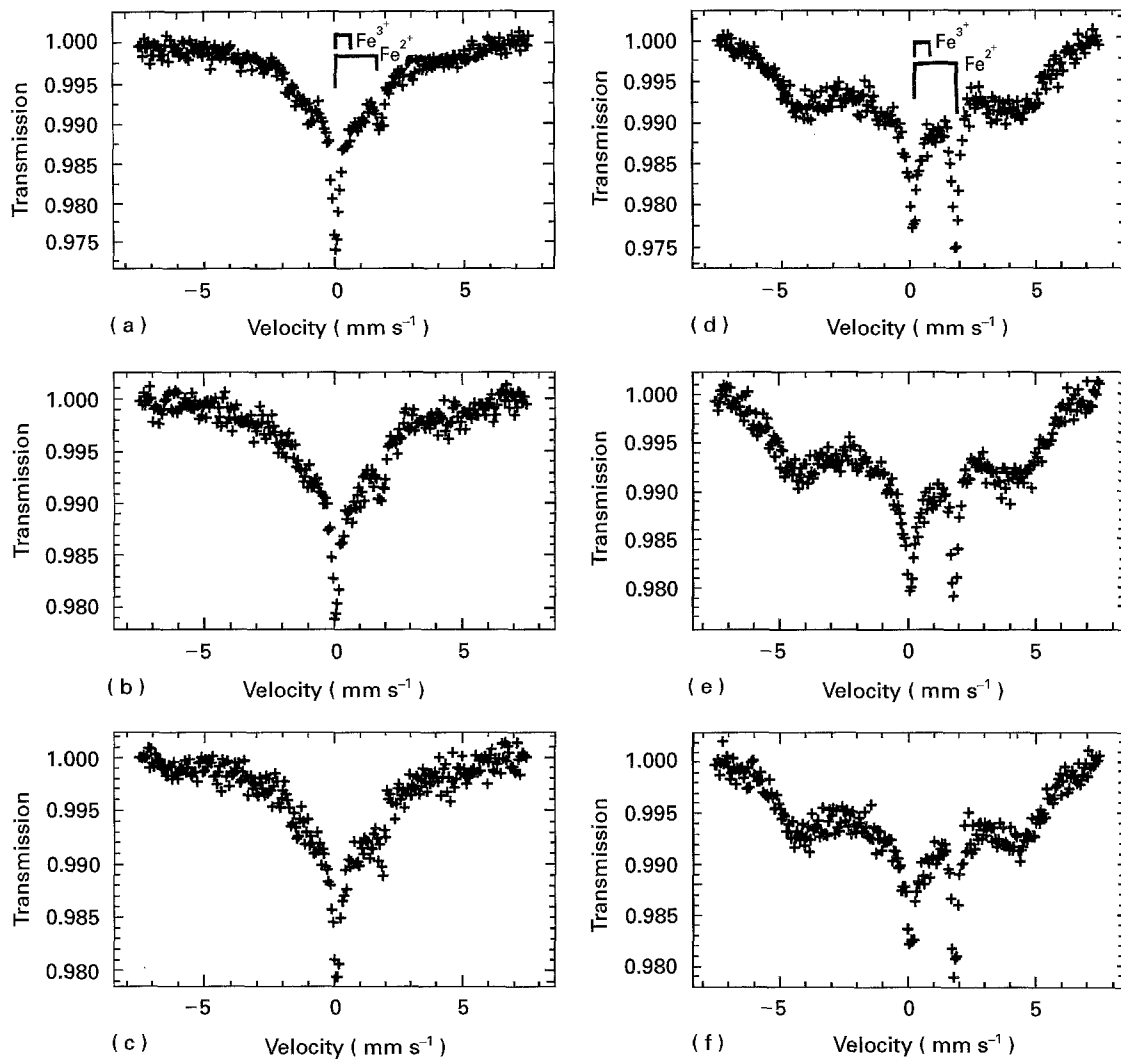 1.000
0.995
0.990
0.985
0.980
0.975
Transmission
Fe3+
Fe2+
−5 0 5
(a) Velocity (mm s−1)
1.000
0.995
0.990
0.985
0.980
0.975
Transmission
Fe3+
Fe2+
−5 0 5
(d) Velocity (mm s−1)
1.000
0.995
0.990
0.985
0.980
Transmission
−5 0 5
(b) Velocity (mm s−1)
1.000
0.995
0.990
0.985
0.980
Transmission
−5 0 5
(e) Velocity (mm s−1)
1.000
0.995
0.990
0.985
0.980
Transmission
−5 0 5
(c) Velocity (mm s−1)
1.000
0.995
0.990
0.985
0.980
Transmission
−5 0 5
(f) Velocity (mm s−1)